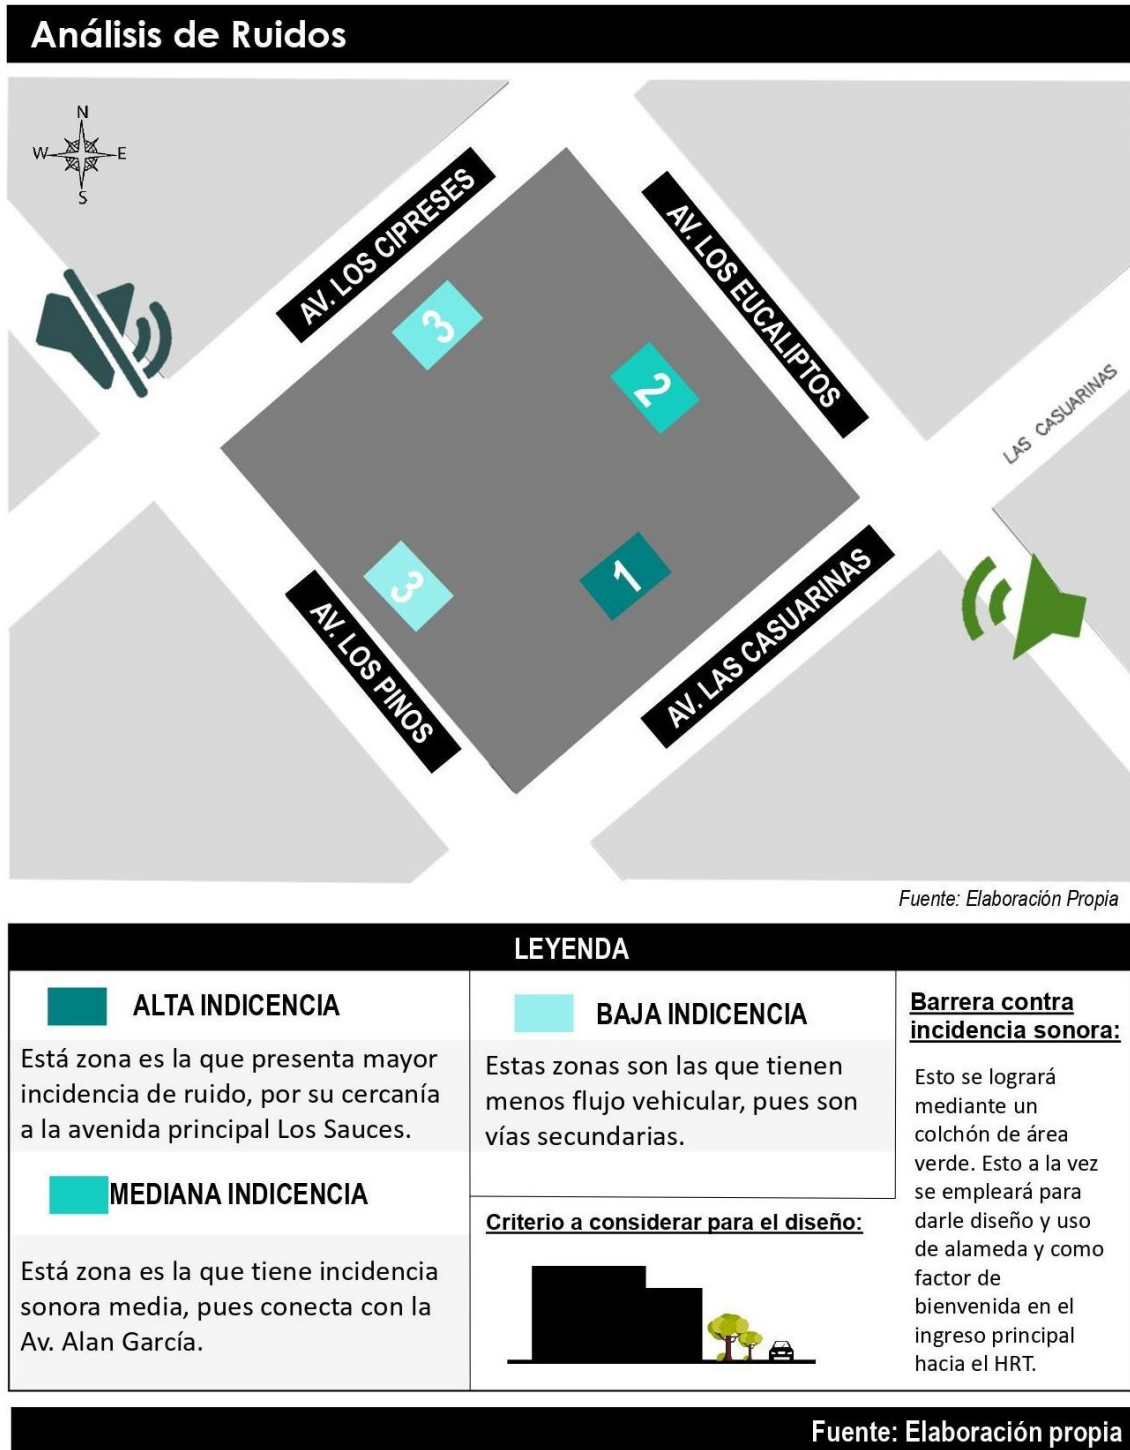 Análisis de Ruidos
N
W E
S
AV. LOS CIPRESES
AV. LOS EUCALIPTOS
3
2
LAS CASUARINAS
3
1
AV. LOS PINOS
AV. LAS CASUARINAS
Fuente: Elaboración Propia
LEYENDA
ALTA INDICENCIA
Está zona es la que presenta mayor
incidencia de ruido, por su cercanía
a la avenida principal Los Sauces.
MEDIANA INDICENCIA
Está zona es la que tiene incidencia
sonora media, pues conecta con la
Av. Alan García.
BAJA INDICENCIA
Estas zonas son las que tienen
menos flujo vehicular, pues son
vías secundarias.
Criterio a considerar para el diseño:
Barrera contra
incidencia sonora:
Esto se logrará
mediante un
colchón de área
verde. Esto a la vez
se empleará para
darle diseño y uso
de alameda y como
factor de
bienvenida en el
ingreso principal
hacia el HRT.
Fuente: Elaboración propia